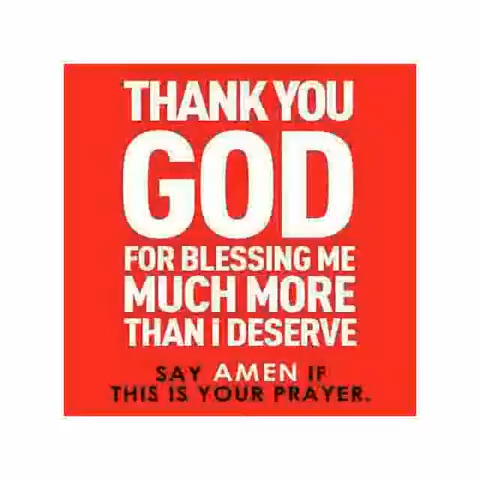 THANK YOU
GOD
FOR BLESSING ME
MUCH MORE
THAN i DESERVE
SAY AMEN IF
THIS IS YOUR PRAYER.